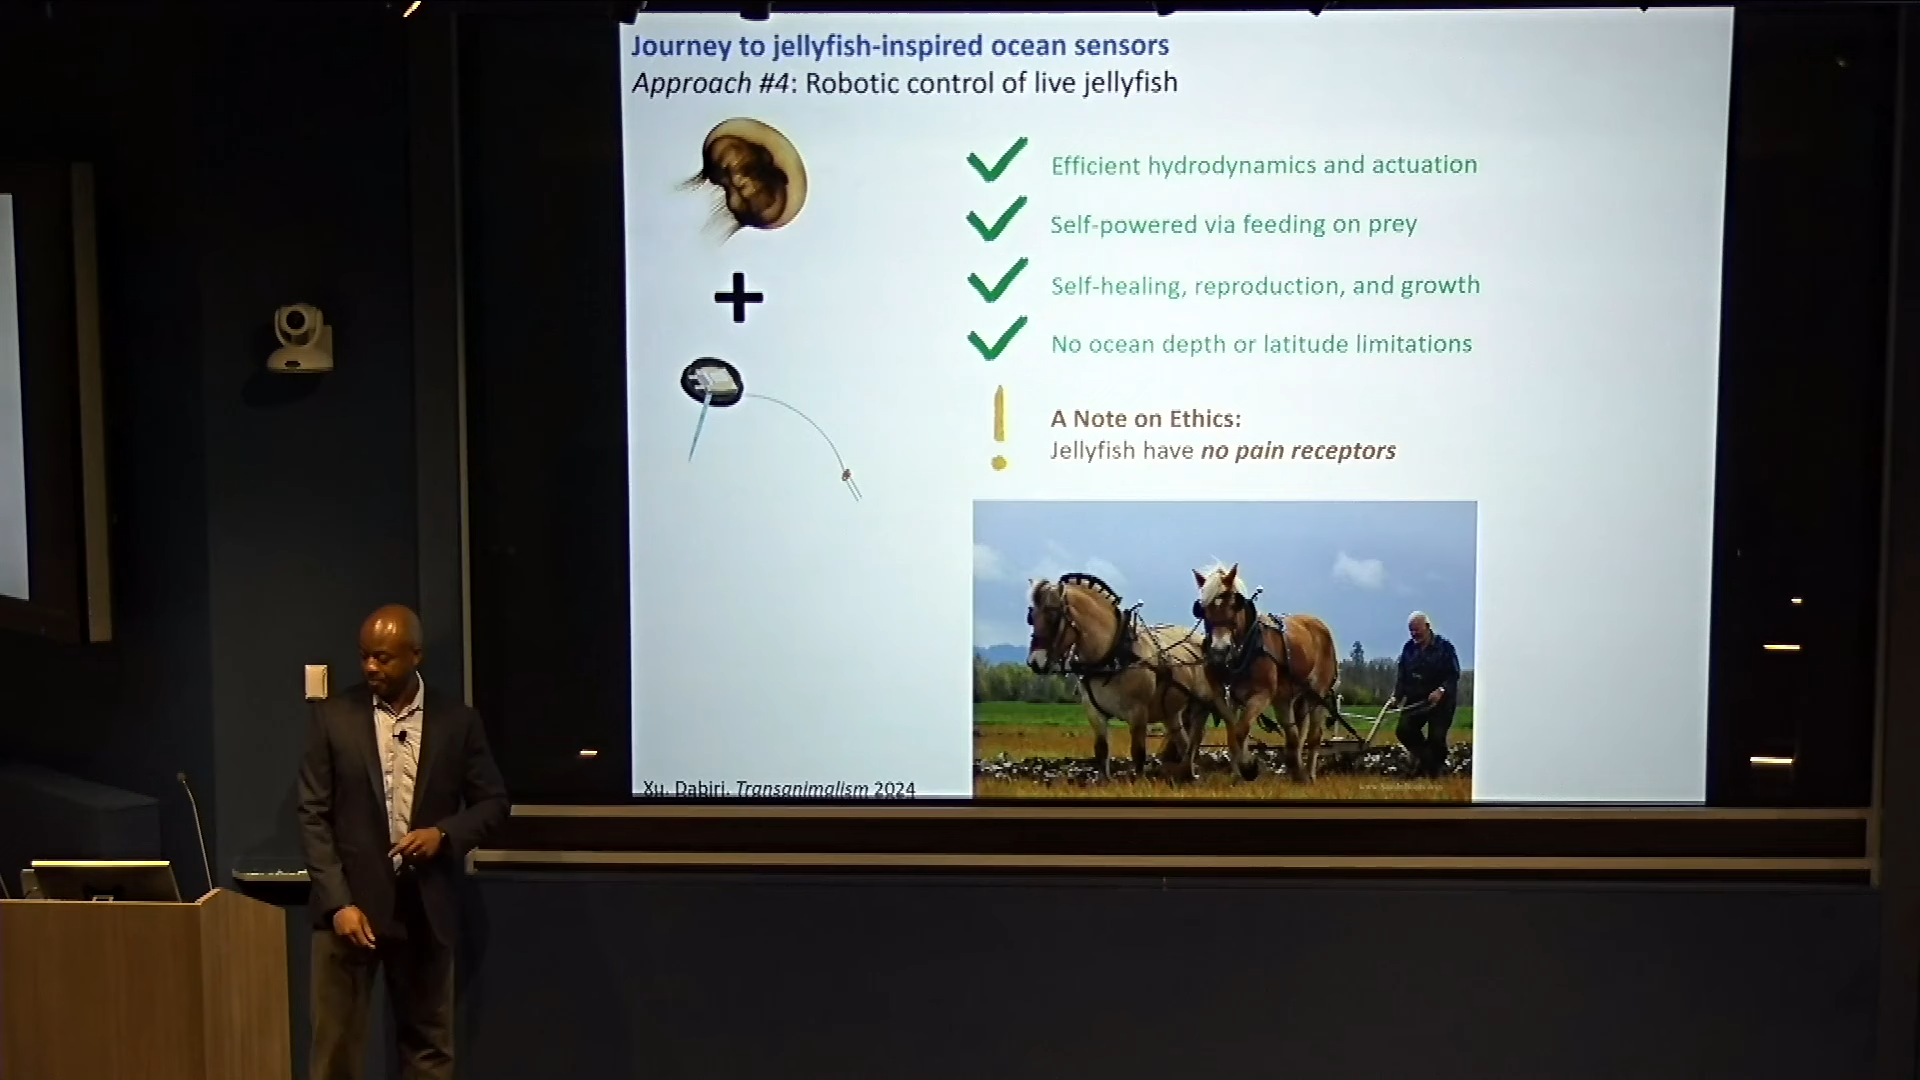 Journey to jellyfish-inspired ocean sensors
Approach #4: Robotic control of live jellyfish
Efficient hydrodynamics and actuation
Self-powered via feeding on prey
Self-healing, reproduction, and growth
No ocean depth or latitude limitations
A Note on Ethics:
Jellyfish have no pain receptors
Xu, Dabiri, Transanimalism 2024